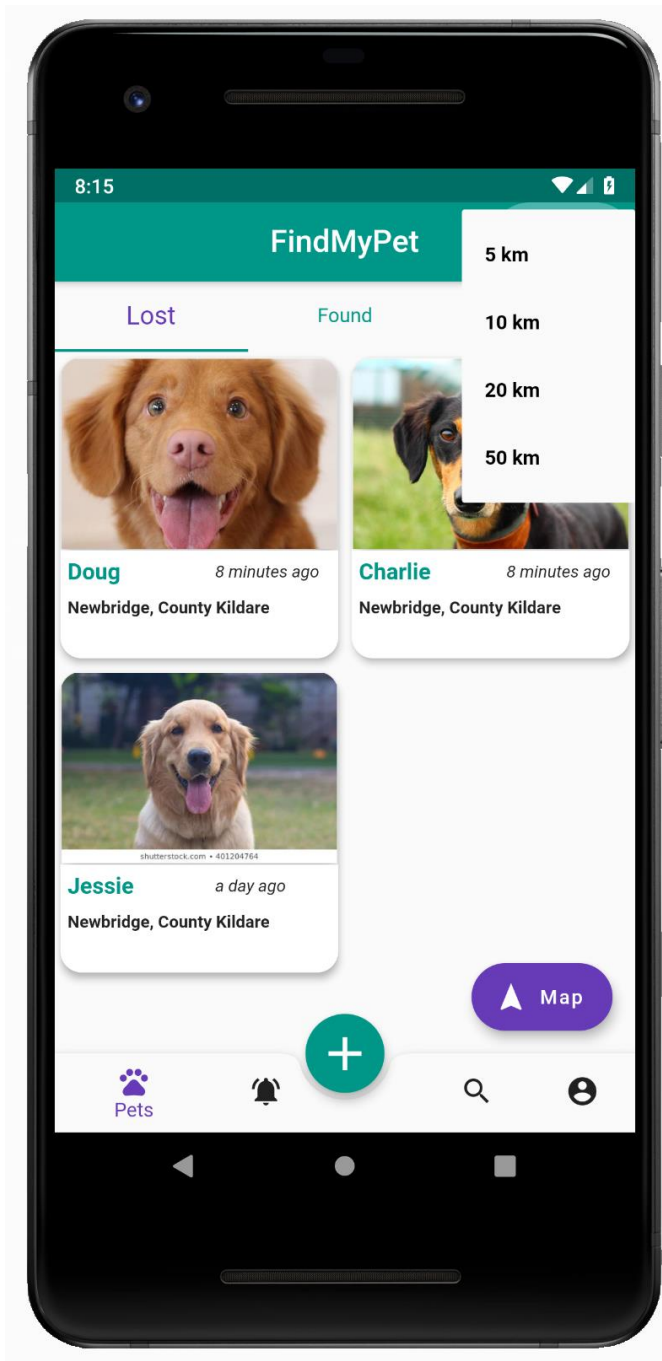 8:15
FindMyPet
5 km
10 km
20 km
50 km
Lost
Found
Doug
8 minutes ago
Newbridge, County Kildare
Charlie
8 minutes ago
Newbridge, County Kildare
shutterstock.com • 401204764
Jessie
a day ago
Newbridge, County Kildare
Map
Pets